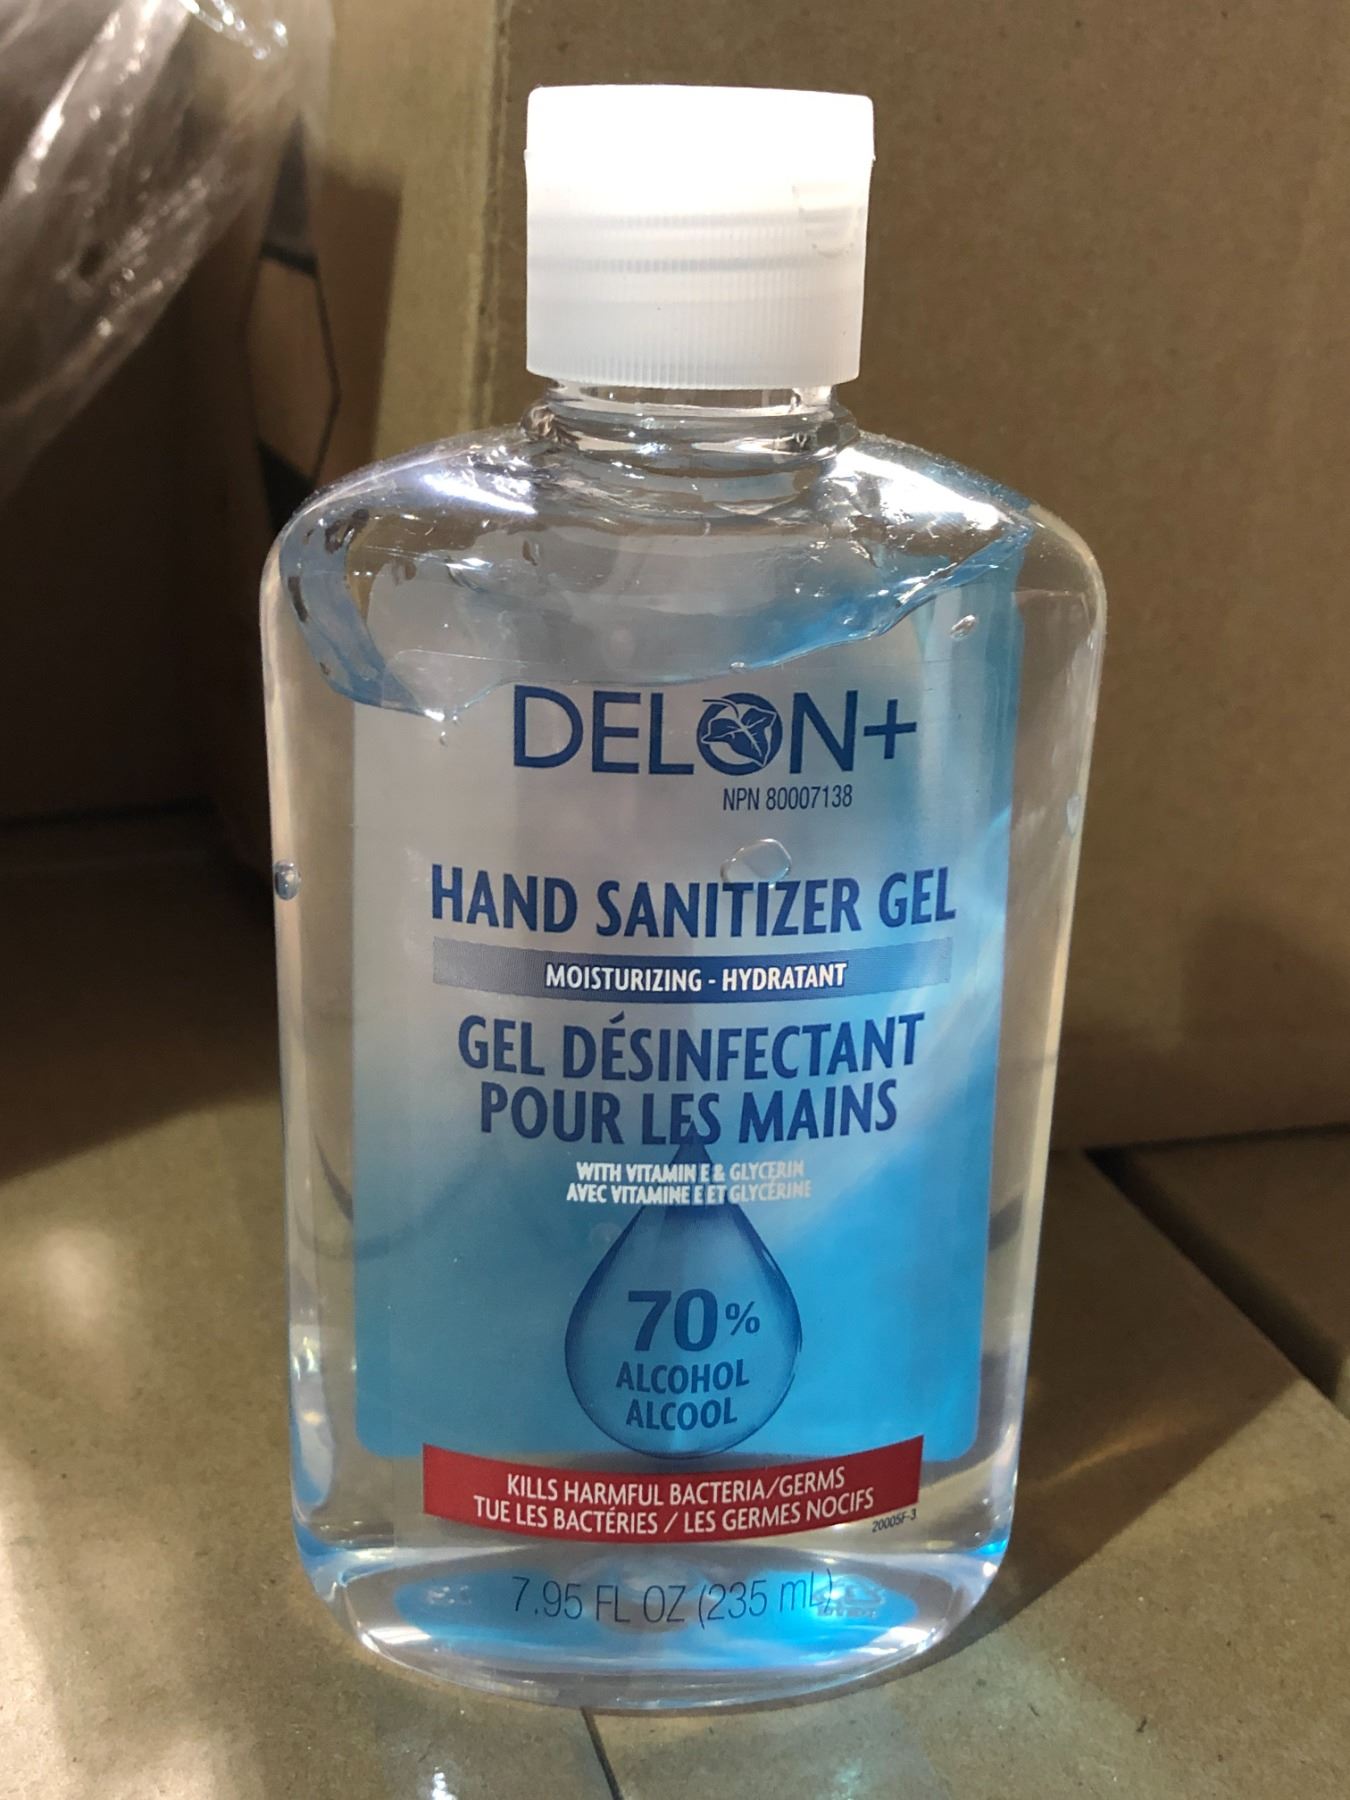 DELON+
NPN 80007138
HAND SANITIZER GEL
MOISTURIZING - HYDRATANT
GEL DÉSINFECTANT
POUR LES MAINS
WITH VITAMIN E & GLYCERIN
AVEC VITAMINE E ET GLYCÉRINE
70%
ALCOHOL
ALCOOL
KILLS HARMFUL BACTERIA/GERMS
TUE LES BACTÉRIES / LES GERMES NOCIFS
20005F-3
7.95 FL OZ (235 mL)